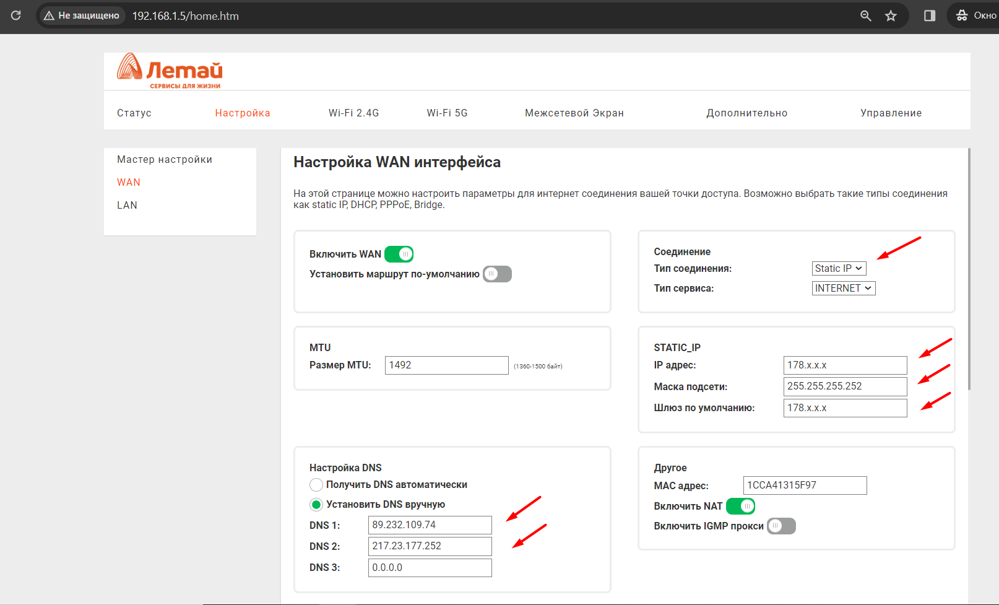 Не защищено
192.168.1.5/home.htm
Окно
Летай
СЕРВИСЫ ДЛЯ ЖИЗНИ
Статус
Настройка
Wi-Fi 2.4G
Wi-Fi 5G
Межсетевой Экран
Дополнительно
Управление
Мастер настройки
WAN
LAN
Настройка WAN интерфейса
На этой странице можно настроить параметры для интернет соединения вашей точки доступа. Возможно выбрать такие типы соединения
как static IP, DHCP, PPPoE, Bridge.
Включить WAN
Установить маршрут по-умолчанию
Соединение
Тип соединения: Static IP
Тип сервиса: INTERNET
MTU
Размер MTU: 1492 (1360-1500 байт)
STATIC_IP
IP адрес: 178.x.x.x
Маска подсети: 255.255.255.252
Шлюз по умолчанию: 178.x.x.x
Настройка DNS
Получить DNS автоматически
Установить DNS вручную
DNS 1: 89.232.109.74
DNS 2: 217.23.177.252
DNS 3: 0.0.0.0
Другое
MAC адрес: 1CCA41315F97
Включить NAT
Включить IGMP прокси